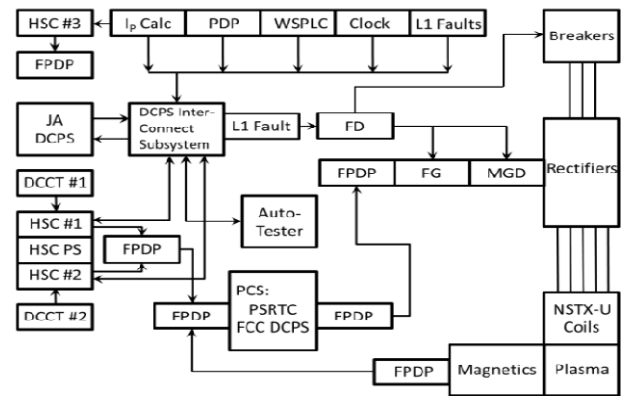 HSC #3
Ip Calc
PDP
WSPLC
Clock
L1 Faults
Breakers
FPDP
JA
DCPS
DCPS Inter-
Connect
Subsystem
L1 Fault
FD
FPDP
FG
MGD
Rectifiers
DCCT #1
HSC #1
HSC PS
HSC #2
DCCT #2
FPDP
Auto-
Tester
FPDP
PCS:
PSRTC
FCC DCPS
FPDP
NSTX-U
Coils
FPDP
Magnetics
Plasma